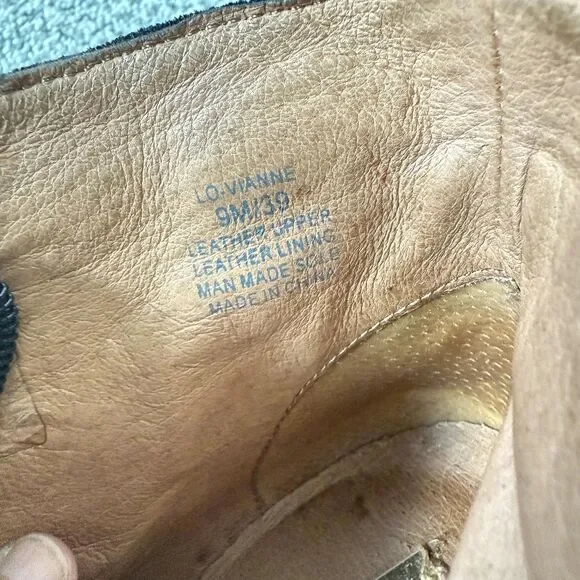 LO-VIANNE
9M/39
LEATHER UPPER
LEATHER LINING
MAN MADE SOLE
MADE IN CHINA